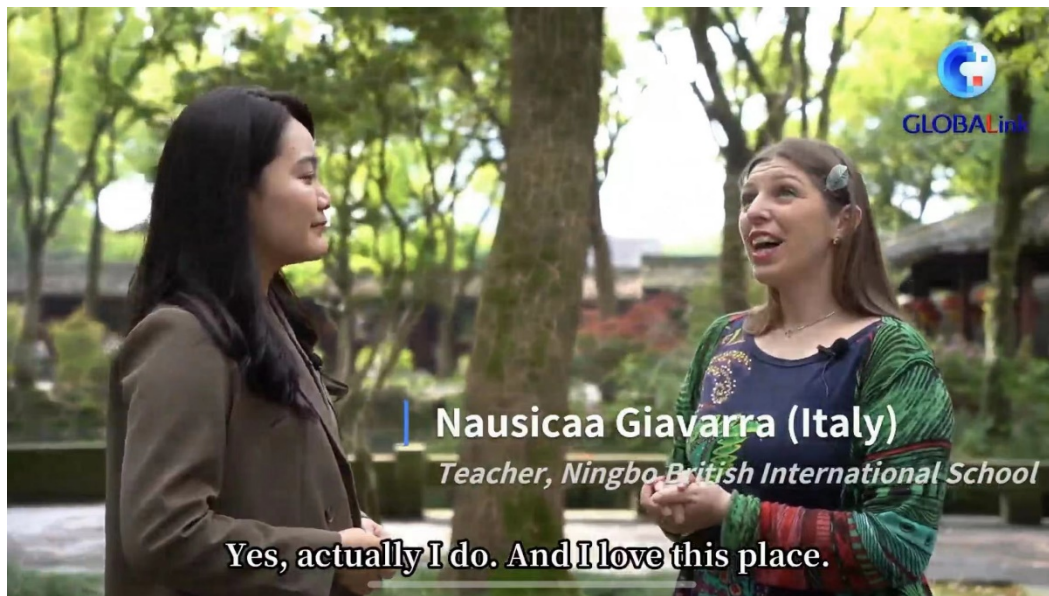 GLOBALink
Nausicaa Giavarra (Italy)
Teacher, Ningbo British International School
Yes, actually I do. And I love this place.